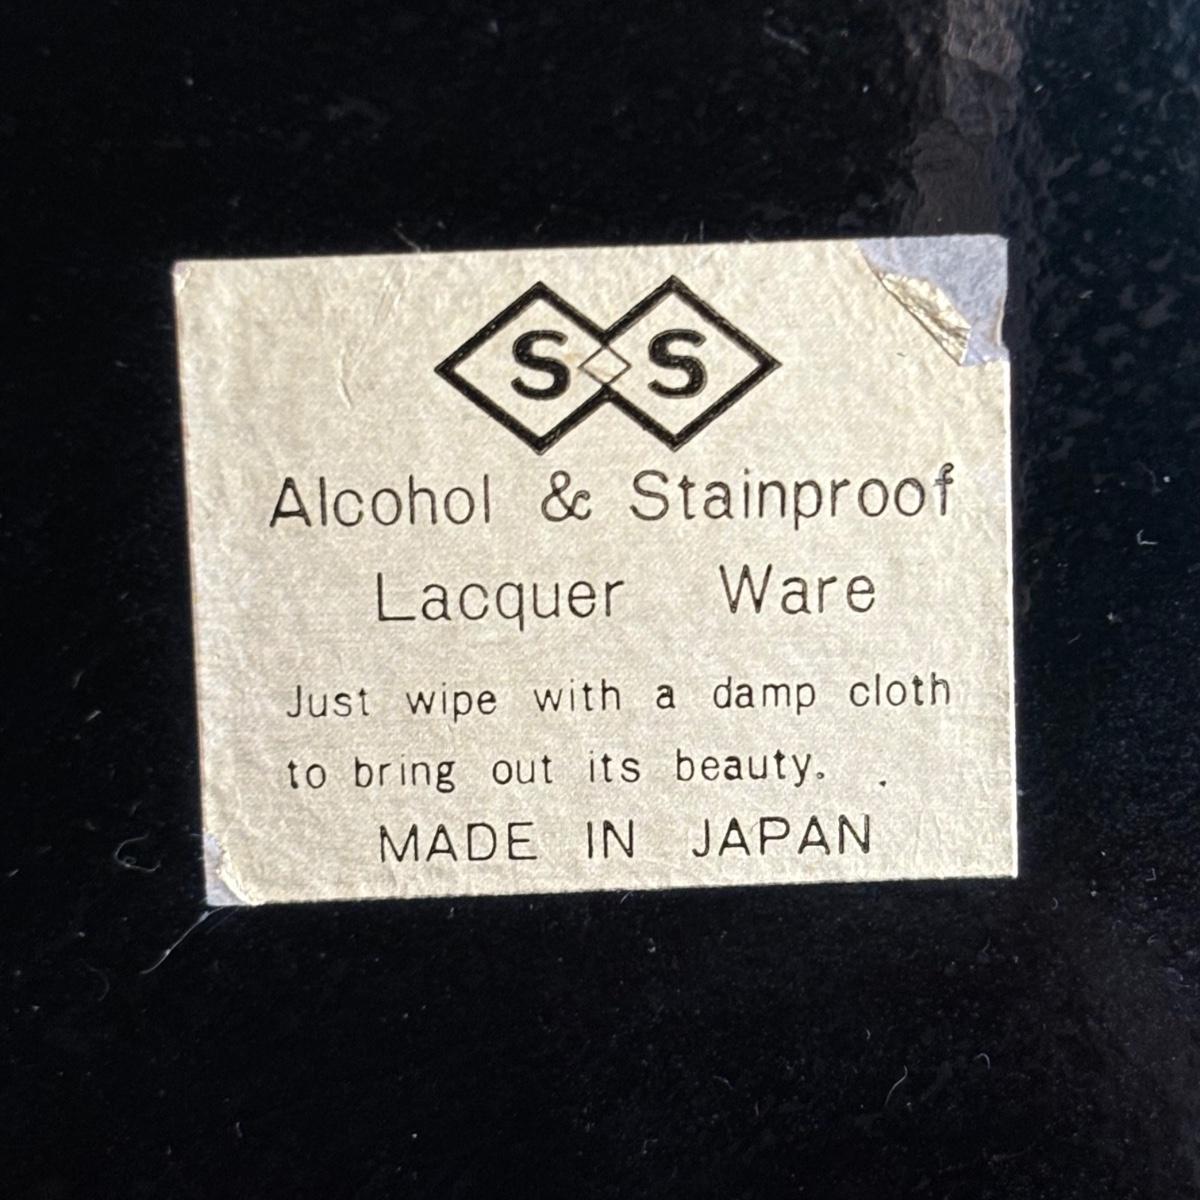 S S
Alcohol & Stainproof
Lacquer Ware
Just wipe with a damp cloth
to bring out its beauty. .
MADE IN JAPAN